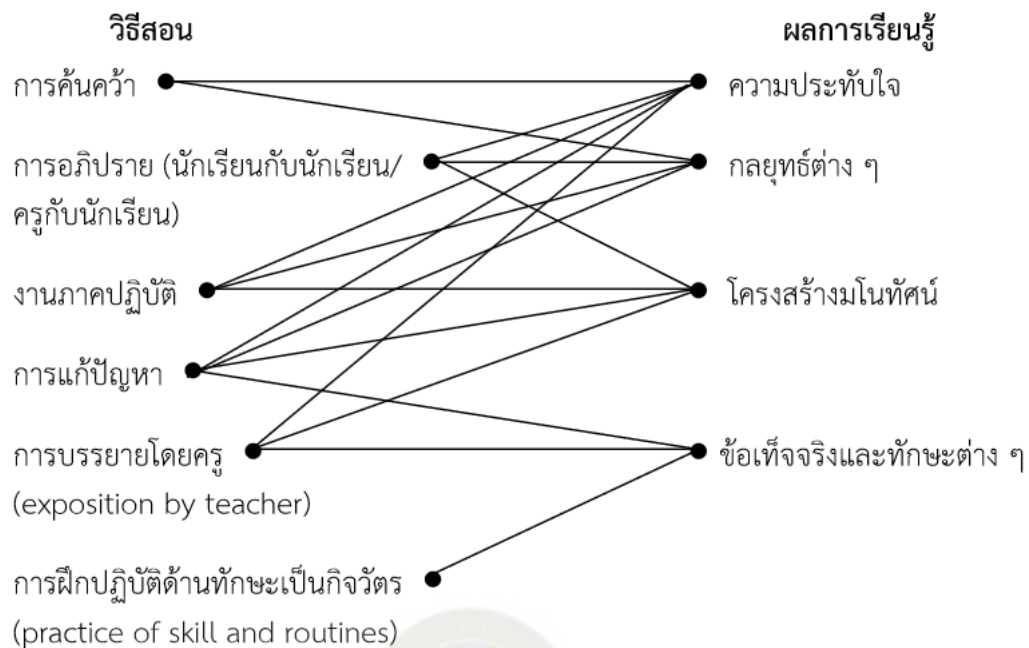 วิธีสอน
ผลการเรียนรู้
การค้นคว้า
ความประทับใจ
การอภิปราย (นักเรียนกับนักเรียน/
ครูกับนักเรียน)
กลยุทธ์ต่าง ๆ
งานภาคปฏิบัติ
โครงสร้างมโนทัศน์
การแก้ปัญหา
การบรรยายโดยครู
(exposition by teacher)
ข้อเท็จจริงและทักษะต่าง ๆ
การฝึกปฏิบัติด้านทักษะเป็นกิจวัตร
(practice of skill and routines)